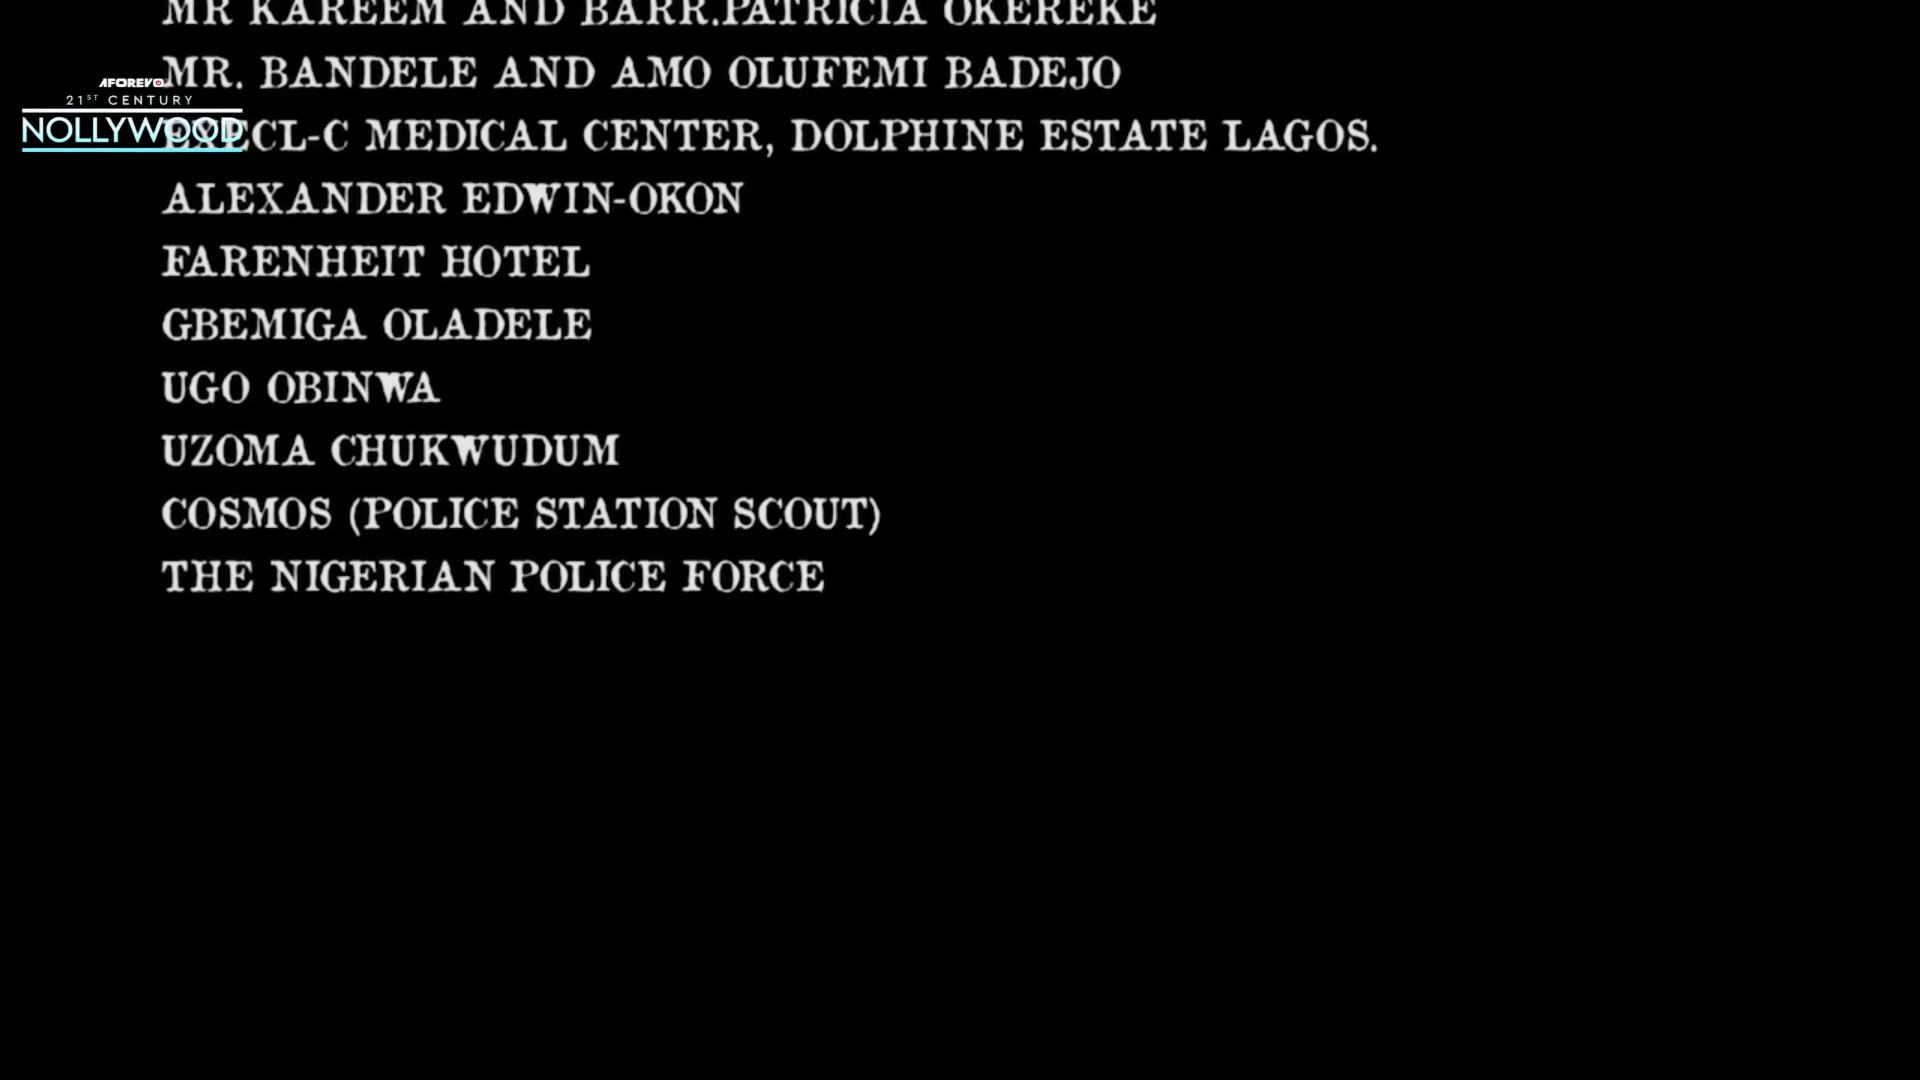 MR KAREEM AND BARR.PATRICIA OKEREKE
MR. BANDELE AND AMO OLUFEMI BADEJO
AFOREVO
21ST CENTURY
NOLLYWOOD
EXECL-C MEDICAL CENTER, DOLPHINE ESTATE LAGOS.
ALEXANDER EDWIN-OKON
FARENHEIT HOTEL
GBEMIGA OLADELE
UGO OBINWA
UZOMA CHUKWUDUM
COSMOS (POLICE STATION SCOUT)
THE NIGERIAN POLICE FORCE